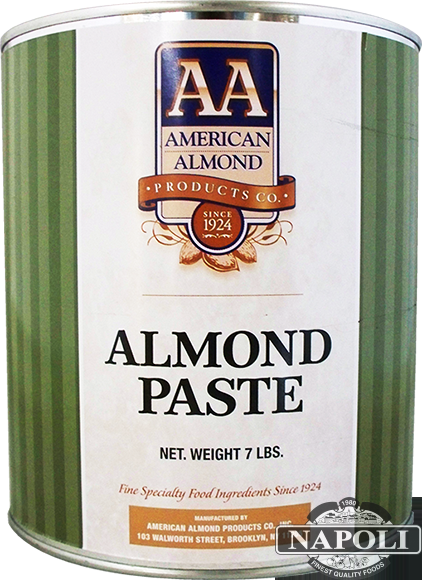 AA
AMERICAN
ALMOND
• PRODUCTS CO. •
SINCE
1924
ALMOND
PASTE
NET. WEIGHT 7 LBS.
Fine Specialty Food Ingredients Since 1924
MANUFACTURED BY
AMERICAN ALMOND PRODUCTS CO., INC.
103 WALWORTH STREET, BROOKLYN,
1980
NAPOLI
FINEST QUALITY FOODS